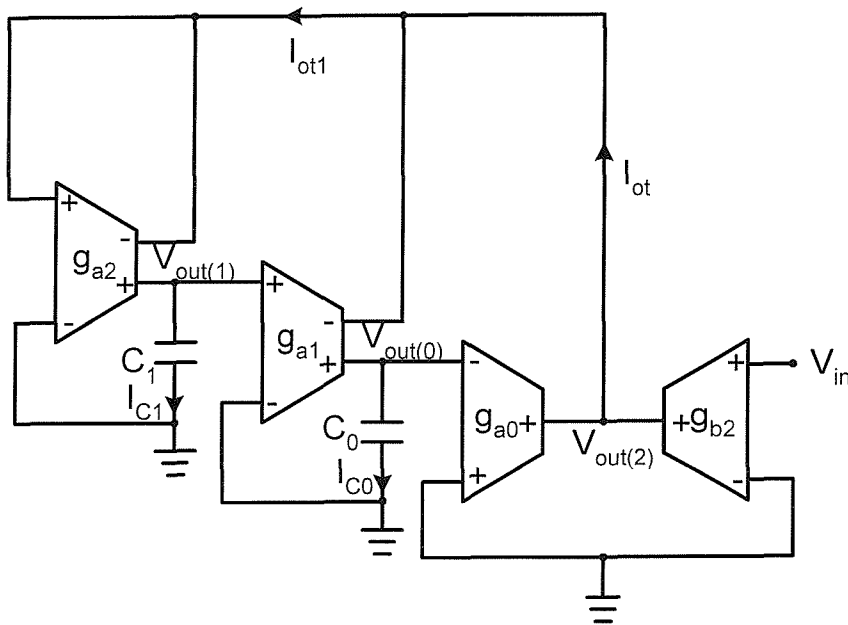 I_ot1
I_ot
+
-
g_a2
+
-
V_out(1)
+
-
g_a1
+
-
V_out(0)
C_1
I_C1
C_0
I_C0
-
g_a0 +
+
V_out(2)
+
+ g_b2
-
V_in